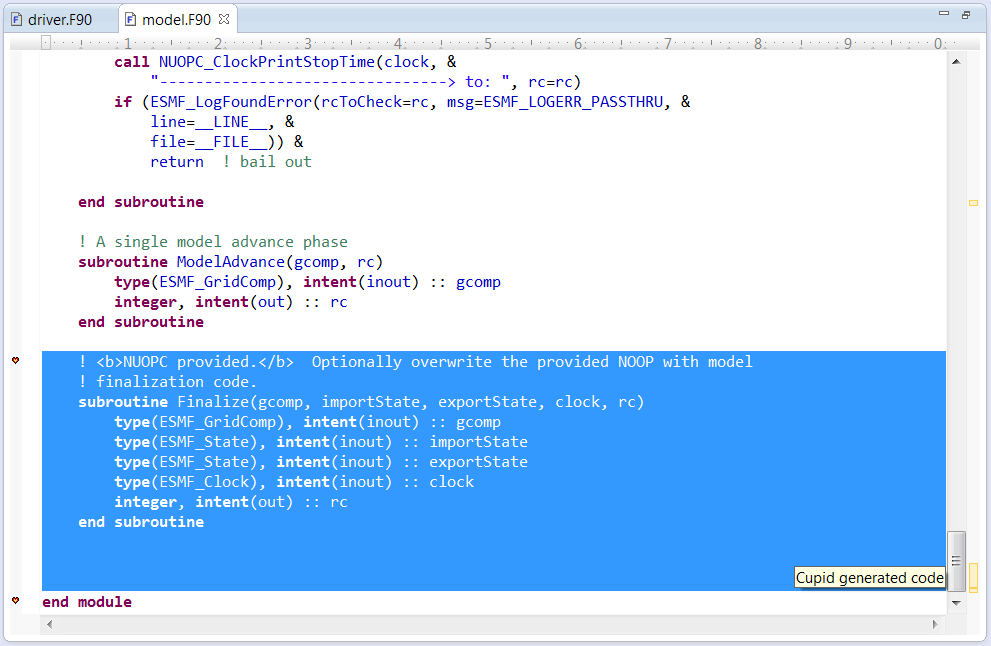 driver.F90 model.F90
1 2 3 4 5 6 7 8 9 0
call NUOPC_ClockPrintStopTime(clock, &
"--------------------------------> to: ", rc=rc)
if (ESMF_LogFoundError(rcToCheck=rc, msg=ESMF_LOGERR_PASSTHRU, &
line=__LINE__, &
file=__FILE__)) &
return  ! bail out
end subroutine
! A single model advance phase
subroutine ModelAdvance(gcomp, rc)
type(ESMF_GridComp), intent(inout) :: gcomp
integer, intent(out) :: rc
end subroutine
! <b>NUOPC provided.</b>  Optionally overwrite the provided NOOP with model
! finalization code.
subroutine Finalize(gcomp, importState, exportState, clock, rc)
type(ESMF_GridComp), intent(inout) :: gcomp
type(ESMF_State), intent(inout) :: importState
type(ESMF_State), intent(inout) :: exportState
type(ESMF_Clock), intent(inout) :: clock
integer, intent(out) :: rc
end subroutine
Cupid generated code
end module